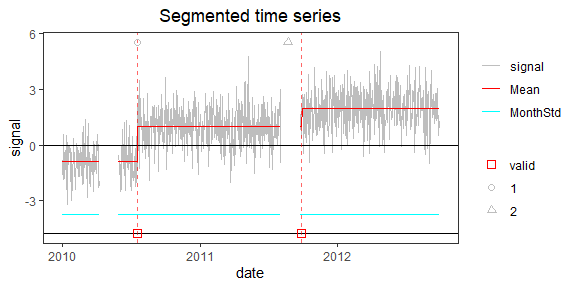 Segmented time series
6
3
0
-3
signal
2010
2011
2012
date
signal
Mean
MonthStd
valid
1
2